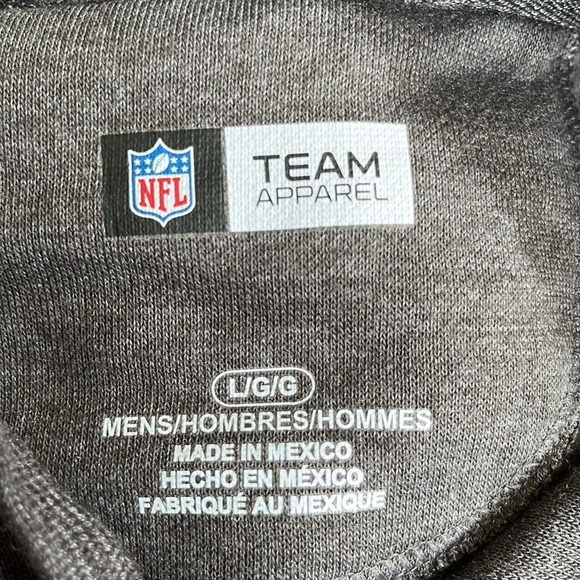 NFL
TEAM
APPAREL
L/G/G
MENS/HOMBRES/HOMMES
MADE IN MEXICO
HECHO EN MÉXICO
FABRIQUÉ AU MEXIQUE